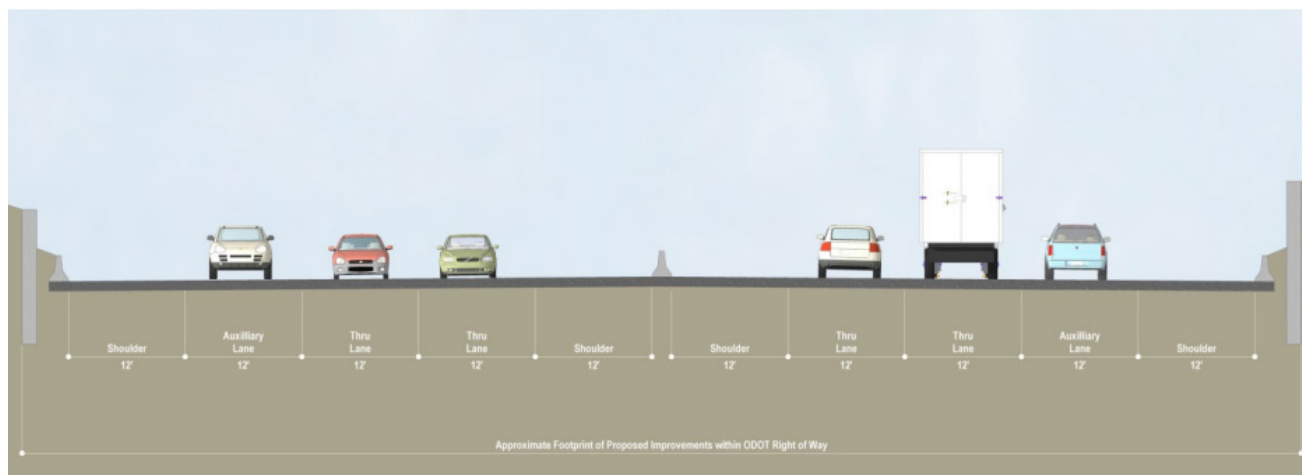 Shoulder
12'
Auxilliary
Lane
12'
Thru
Lane
12'
Thru
Lane
12'
Shoulder
12'
Shoulder
12'
Thru
Lane
12'
Thru
Lane
12'
Auxilliary
Lane
12'
Shoulder
12'
Approximate Footprint of Proposed Improvements within ODOT Right of Way